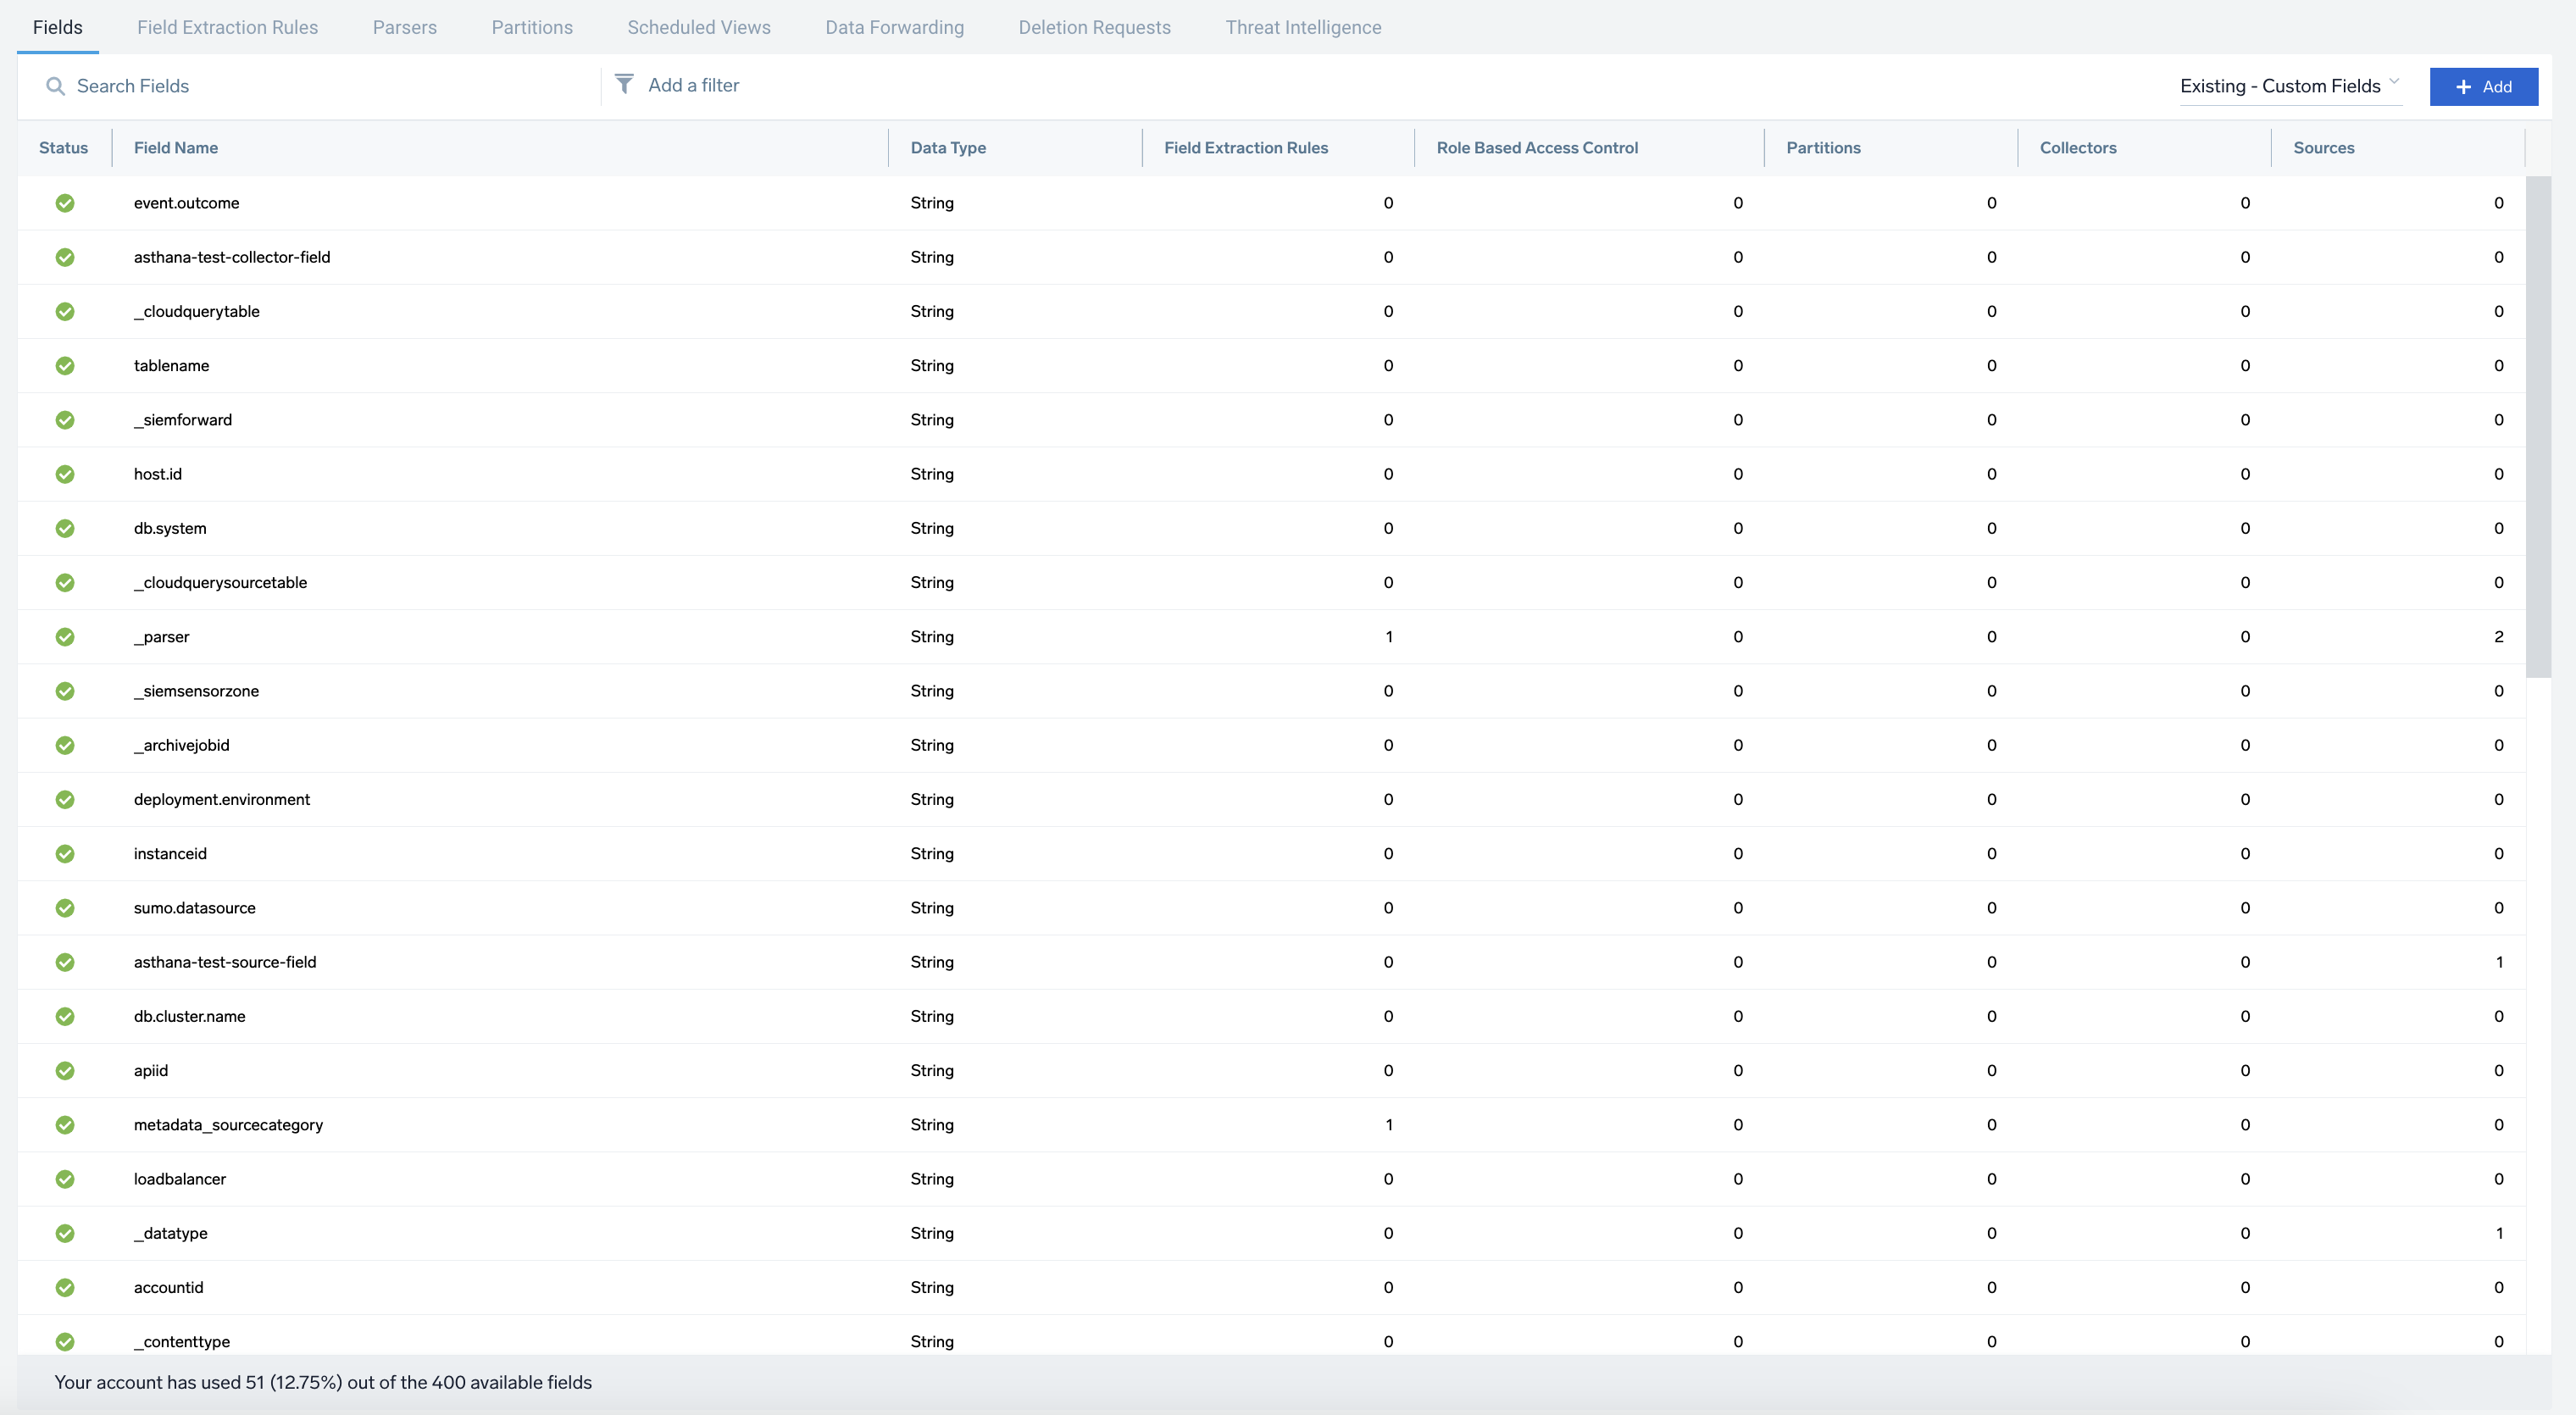 Fields Field Extraction Rules Parsers Partitions Scheduled Views Data Forwarding Deletion Requests Threat Intelligence
Search Fields Add a filter Existing - Custom Fields + Add
Status Field Name Data Type Field Extraction Rules Role Based Access Control Partitions Collectors Sources
event.outcome String 0 0 0 0 0
asthana-test-collector-field String 0 0 0 0 0
_cloudquerytable String 0 0 0 0 0
tablename String 0 0 0 0 0
_siemforward String 0 0 0 0 0
host.id String 0 0 0 0 0
db.system String 0 0 0 0 0
_cloudquerysourcetable String 0 0 0 0 0
_parser String 1 0 0 0 2
_siemsensorzone String 0 0 0 0 0
_archivejobid String 0 0 0 0 0
deployment.environment String 0 0 0 0 0
instanceid String 0 0 0 0 0
sumo.datasource String 0 0 0 0 0
asthana-test-source-field String 0 0 0 0 1
db.cluster.name String 0 0 0 0 0
apiid String 0 0 0 0 0
metadata_sourcecategory String 1 0 0 0 0
loadbalancer String 0 0 0 0 0
_datatype String 0 0 0 0 1
accountid String 0 0 0 0 0
_contenttype String 0 0 0 0 0
Your account has used 51 (12.75%) out of the 400 available fields